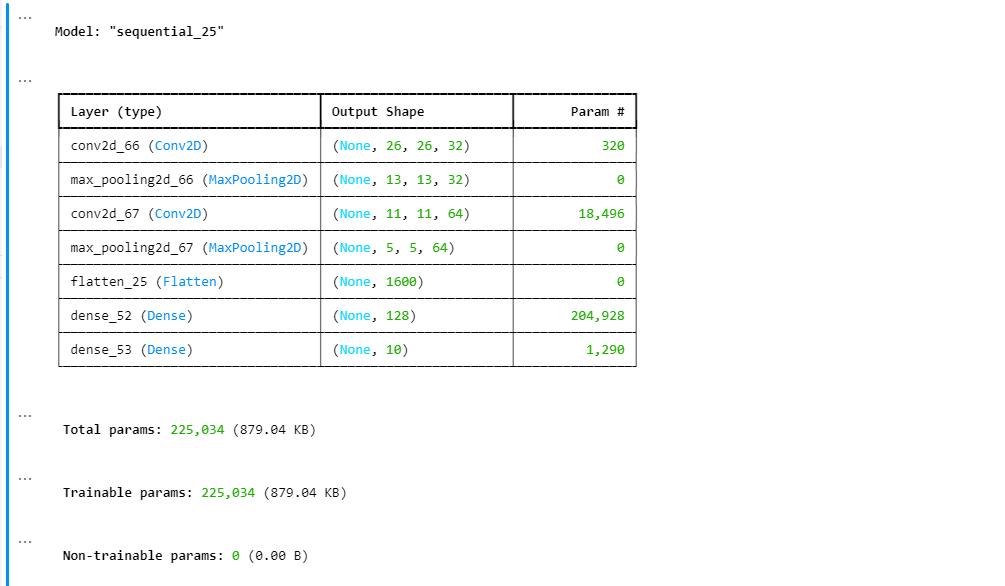 ...
Model: "sequential_25"
...
Layer (type) Output Shape Param #
conv2d_66 (Conv2D) (None, 26, 26, 32) 320
max_pooling2d_66 (MaxPooling2D) (None, 13, 13, 32) 0
conv2d_67 (Conv2D) (None, 11, 11, 64) 18,496
max_pooling2d_67 (MaxPooling2D) (None, 5, 5, 64) 0
flatten_25 (Flatten) (None, 1600) 0
dense_52 (Dense) (None, 128) 204,928
dense_53 (Dense) (None, 10) 1,290
...
Total params: 225,034 (879.04 KB)
...
Trainable params: 225,034 (879.04 KB)
...
Non-trainable params: 0 (0.00 B)